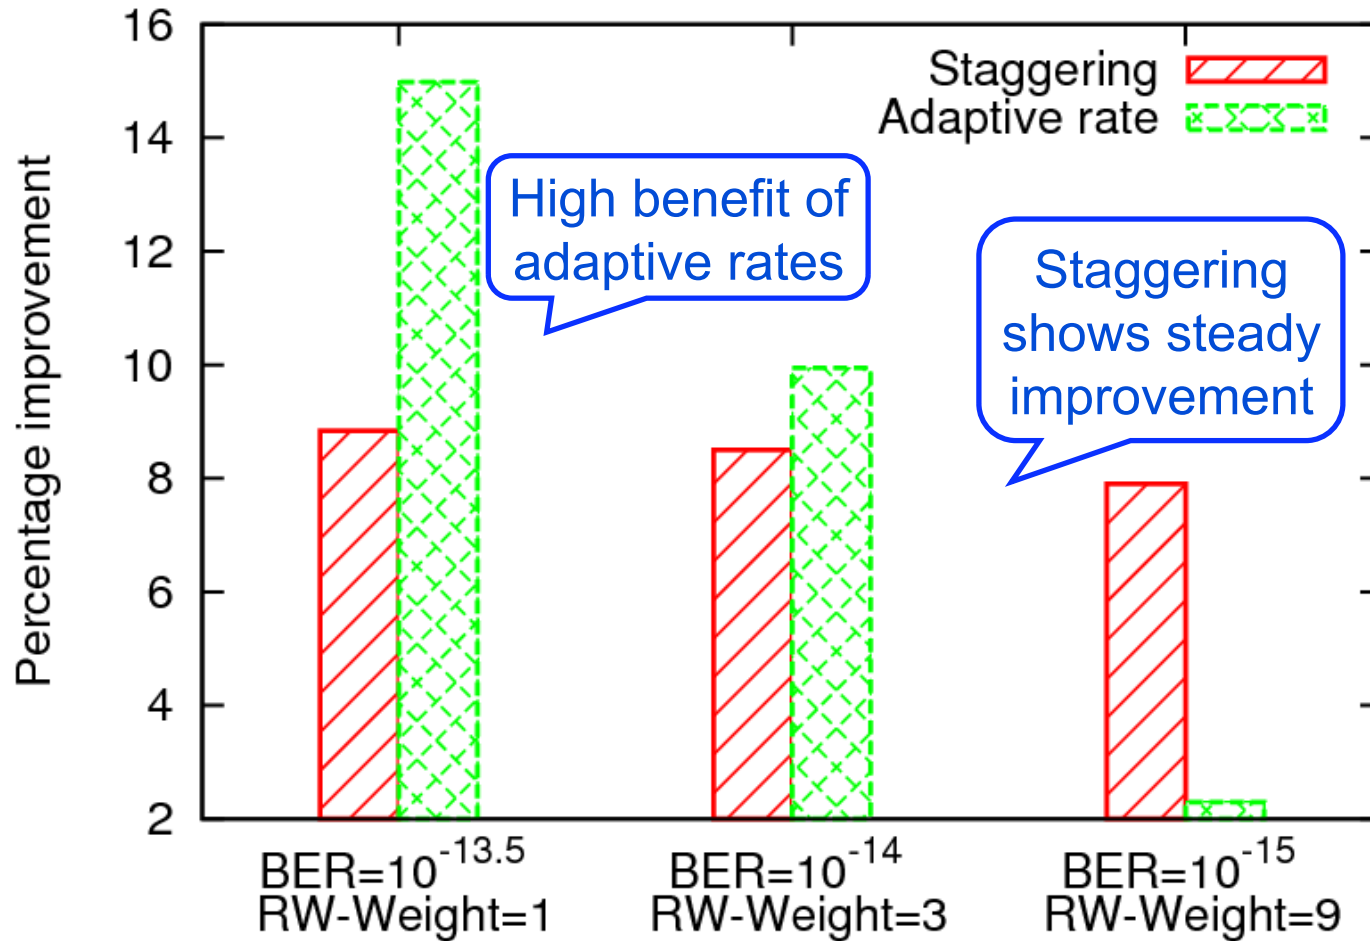 16
14
12
10
8
6
4
2
Percentage improvement
Staggering
Adaptive rate
High benefit of
adaptive rates
Staggering
shows steady
improvement
BER=10^-13.5
RW-Weight=1
BER=10^-14
RW-Weight=3
BER=10^-15
RW-Weight=9